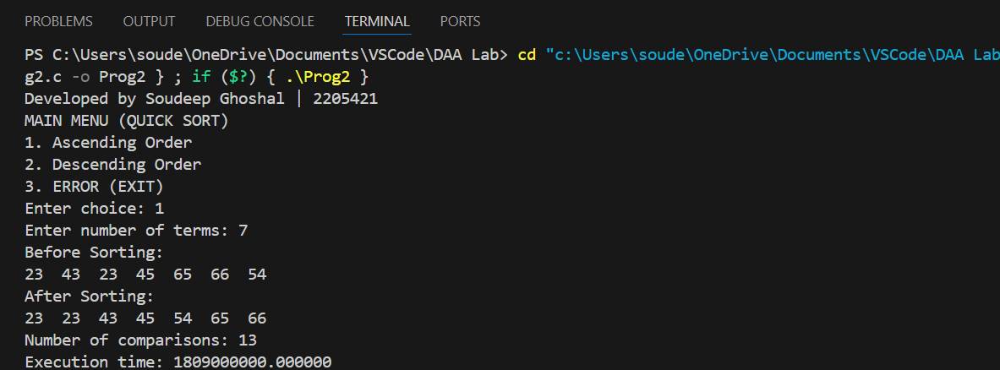 PROBLEMS OUTPUT DEBUG CONSOLE TERMINAL PORTS
PS C:\Users\soude\OneDrive\Documents\VSCode\DAA Lab> cd "c:\Users\soude\OneDrive\Documents\VSCode\DAA Lab
g2.c -o Prog2 } ; if ($?) { .\Prog2 }
Developed by Soudeep Ghoshal | 2205421
MAIN MENU (QUICK SORT)
1. Ascending Order
2. Descending Order
3. ERROR (EXIT)
Enter choice: 1
Enter number of terms: 7
Before Sorting:
23 43 23 45 65 66 54
After Sorting:
23 23 43 45 54 65 66
Number of comparisons: 13
Execution time: 1809000000.000000